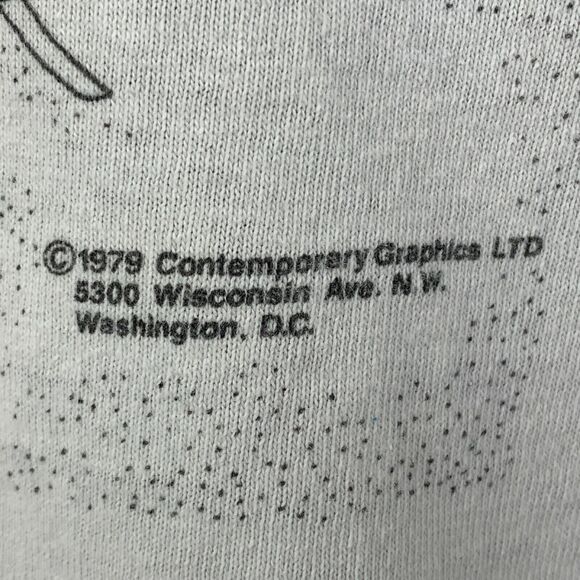 ©1979 Contemporary Graphics LTD
5300 Wisconsin Ave. N.W.
Washington, D.C.